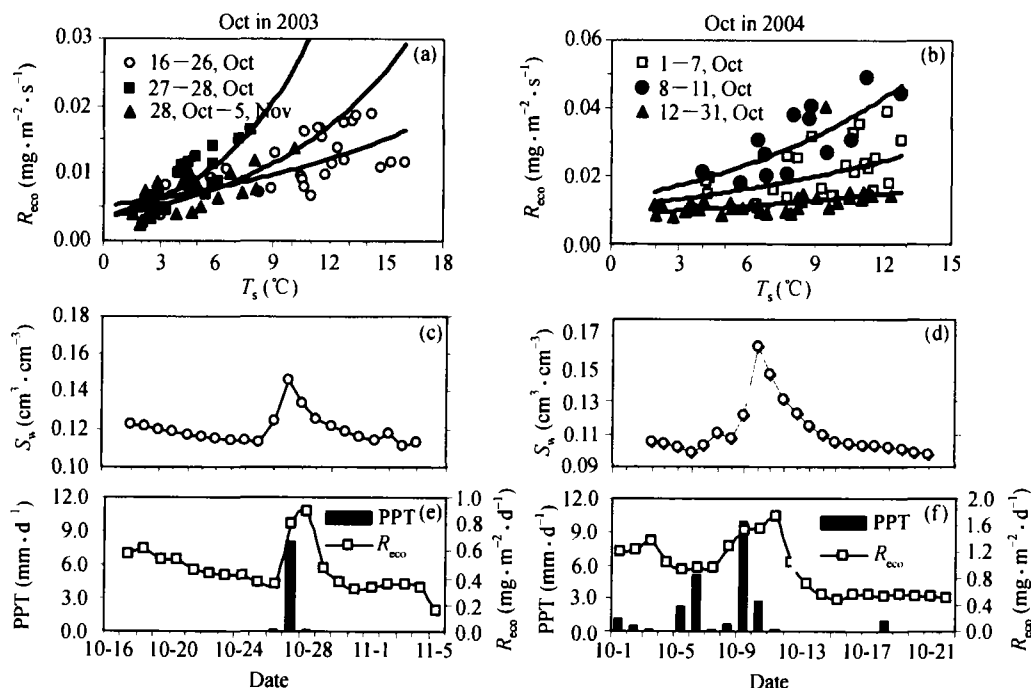 Oct in 2003
Oct in 2004
(a)
0.03
0.02
0.01
0.00
R_eco (mg·m⁻²·s⁻¹)
○ 16－26, Oct
■ 27－28, Oct
▲ 28, Oct－5, Nov
0 3 6 9 12 15 18
T_s (℃)
(b)
0.06
0.04
0.02
0.00
R_eco (mg·m⁻²·s⁻¹)
□ 1－7, Oct
● 8－11, Oct
▲ 12－31, Oct
0 3 6 9 12 15
T_s (℃)
(c)
0.18
0.16
0.14
0.12
0.10
S_w (cm³·cm⁻³)
(d)
0.17
0.15
0.13
0.11
0.09
S_w (cm³·cm⁻³)
(e)
12.0
9.0
6.0
3.0
0.0
PPT (mm·d⁻¹)
PPT
R_eco
1.0
0.8
0.6
0.4
0.2
0.0
R_eco (mg·m⁻²·d⁻¹)
10-16 10-20 10-24 10-28 11-1 11-5
Date
(f)
12.0
9.0
6.0
3.0
0.0
PPT (mm·d⁻¹)
PPT
R_eco
2.0
1.6
1.2
0.8
0.4
0.0
R_eco (mg·m⁻²·d⁻¹)
10-1 10-5 10-9 10-13 10-17 10-21
Date